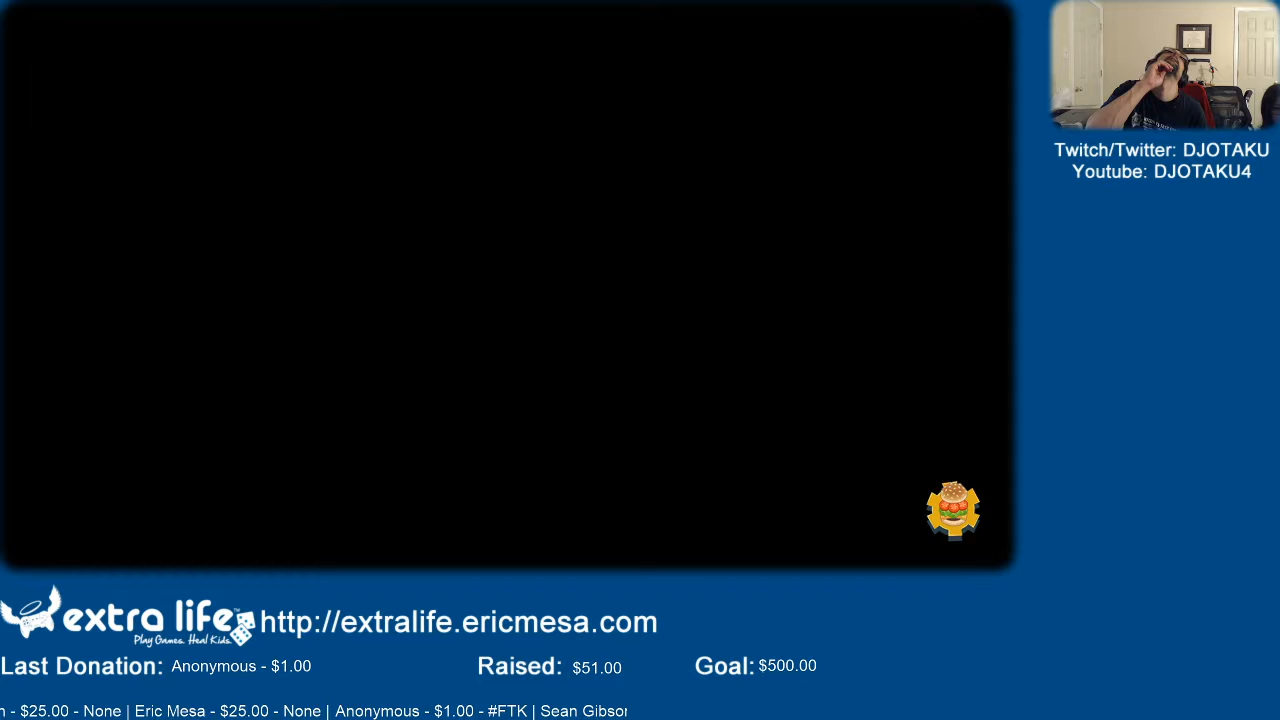 Twitch/Twitter: DJOTAKU
Youtube: DJOTAKU4
extra life
Play Games. Heal Kids.
http://extralife.ericmesa.com
Last Donation: Anonymous - $1.00
Raised: $51.00
Goal: $500.00
n - $25.00 - None | Eric Mesa - $25.00 - None | Anonymous - $1.00 - #FTK | Sean Gibson